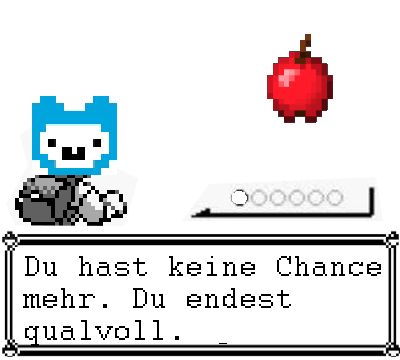 Du hast keine Chance
mehr. Du endest
qualvoll. _